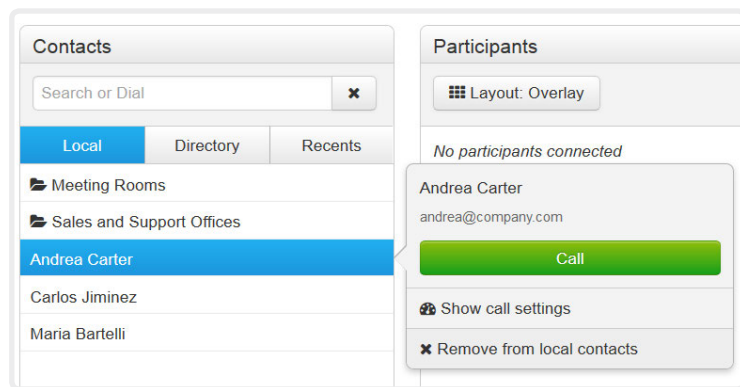 Contacts
Search or Dial
Local Directory Recents
Meeting Rooms
Sales and Support Offices
Andrea Carter
Carlos Jiminez
Maria Bartelli
Participants
Layout: Overlay
No participants connected
Andrea Carter
andrea@company.com
Call
Show call settings
Remove from local contacts